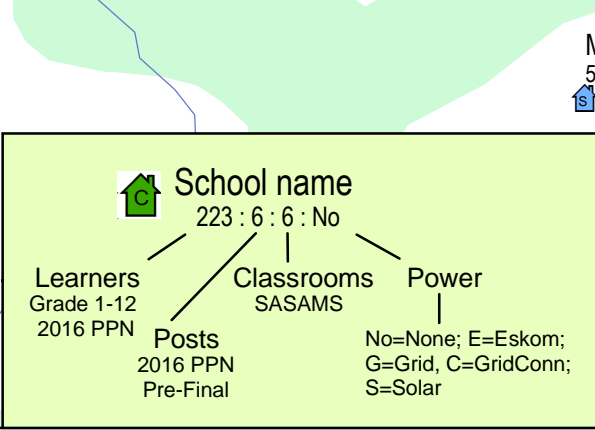 M
5
S
C
School name
223 : 6 : 6 : No
Learners
Grade 1-12
2016 PPN
Posts
2016 PPN
Pre-Final
Classrooms
SASAMS
Power
No=None; E=Eskom;
G=Grid, C=GridConn;
S=Solar